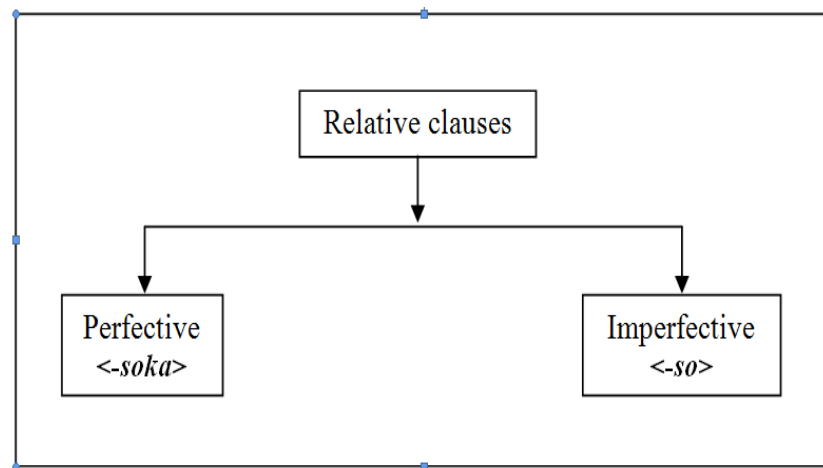 Relative clauses
Perfective
<-soka>
Imperfective
<-so>